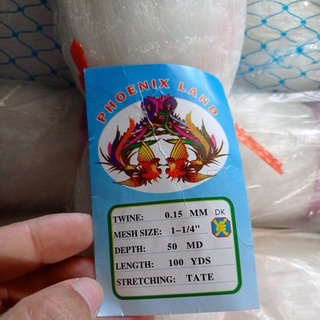 PHOENIX LAND
TWINE: 0.15 MM DK
MESH SIZE: 1-1/4"
DEPTH: 50 MD
LENGTH: 100 YDS
STRETCHING: TATE